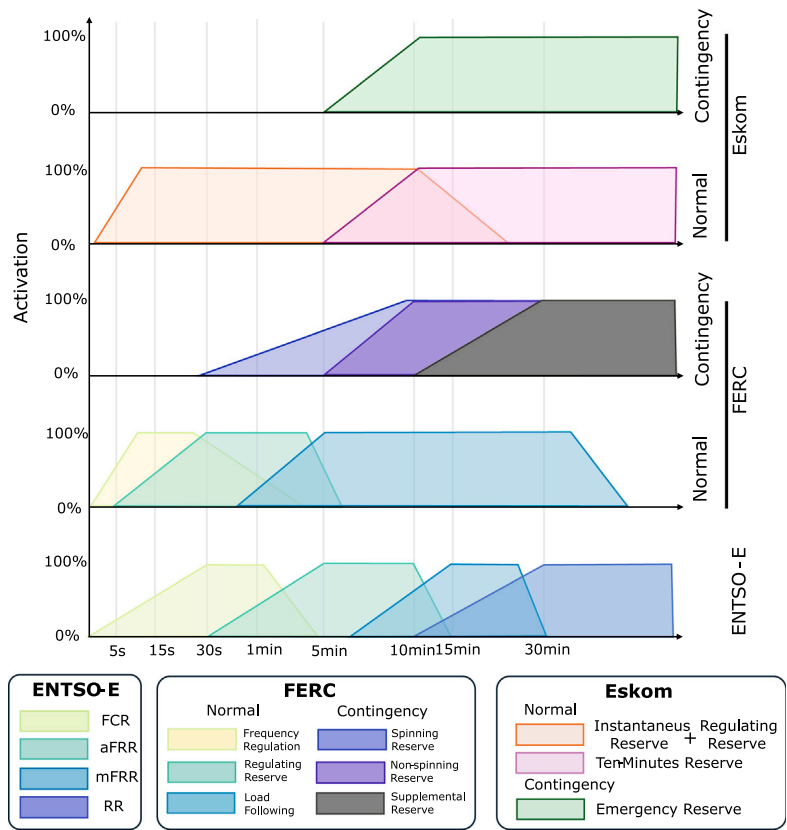 100%
0%
Contingency
100%
0%
Normal
Eskom
Activation
100%
0%
Contingency
100%
0%
Normal
FERC
100%
0%
ENTSO-E
5s 15s 30s 1min 5min 10min 15min 30min
ENTSO-E
FCR
aFRR
mFRR
RR
FERC
Normal Contingency
Frequency
Regulation
Spinning
Reserve
Regulating
Reserve
Non-spinning
Reserve
Load
Following
Supplemental
Reserve
Eskom
Normal
Instantaneus
Reserve
+
Regulating
Reserve
Ten-Minutes Reserve
Contingency
Emergency Reserve